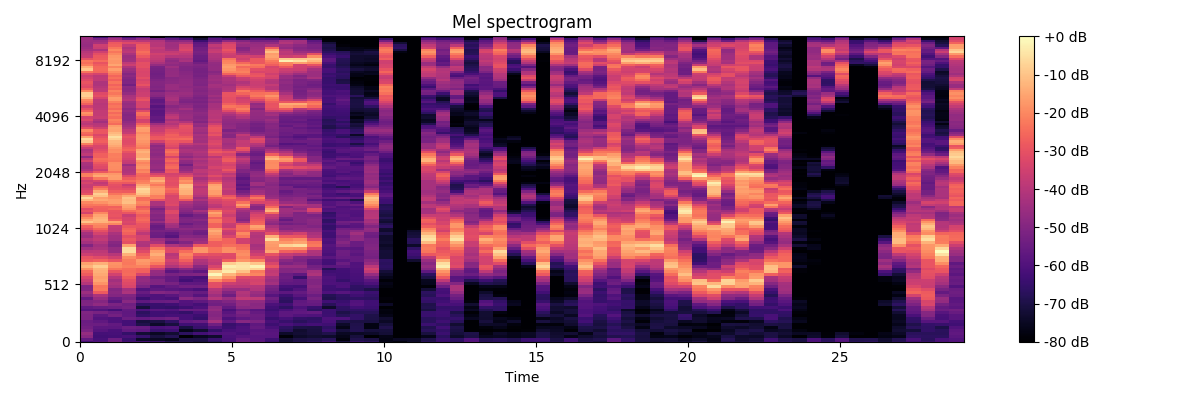 Mel spectrogram
+0 dB
8192
-10 dB
4096
-20 dB
-30 dB
2048
-40 dB
Hz
1024
-50 dB
-60 dB
512
-70 dB
0
-80 dB
0 5 10 15 20 25
Time